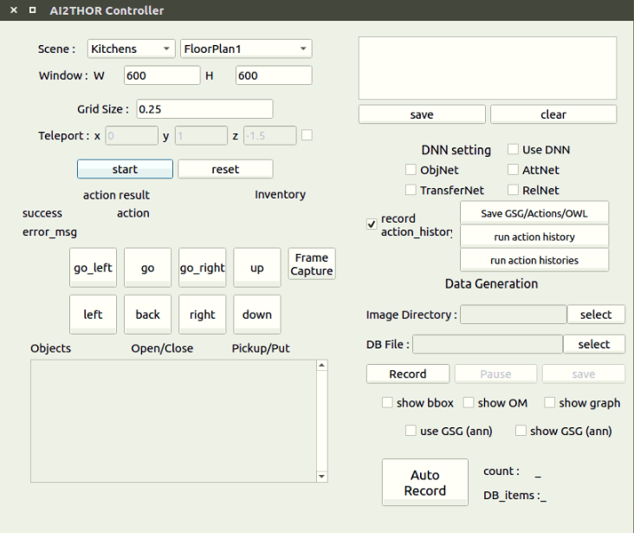 AI2THOR Controller
Scene : Kitchens FloorPlan1
Window : W 600 H 600
Grid Size : 0.25
Teleport : x 0 y 1 z -1.5
start reset
action result Inventory
success action
error_msg
go_left go go_right up Frame Capture
left back right down
Objects Open/Close Pickup/Put
save clear
DNN setting Use DNN
ObjNet AttNet
TransferNet RelNet
record action_history
Save GSG/Actions/OWL
run action history
run action histories
Data Generation
Image Directory : select
DB File : select
Record Pause save
show bbox show OM show graph
use GSG (ann) show GSG (ann)
Auto Record
count : _
DB_items :_